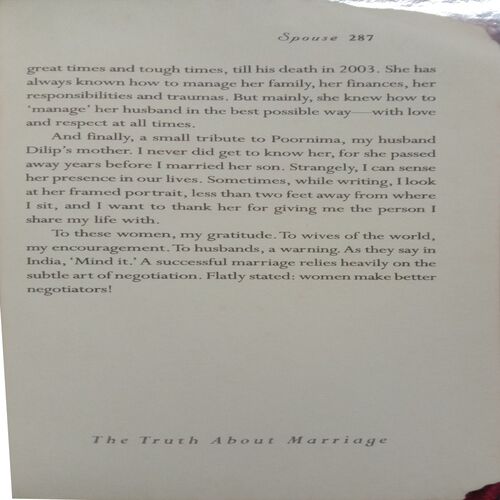 Spouse 287
great times and tough times, till his death in 2003. She has
always known how to manage her family, her finances, her
responsibilities and traumas. But mainly, she knew how to
'manage' her husband in the best possible way—with love
and respect at all times.
And finally, a small tribute to Poornima, my husband
Dilip's mother. I never did get to know her, for she passed
away years before I married her son. Strangely, I can sense
her presence in our lives. Sometimes, while writing, I look
at her framed portrait, less than two feet away from where
I sit, and I want to thank her for giving me the person I
share my life with.
To these women, my gratitude. To wives of the world,
my encouragement. To husbands, a warning. As they say in
India, 'Mind it.' A successful marriage relies heavily on the
subtle art of negotiation. Flatly stated: women make better
negotiators!
The Truth About Marriage